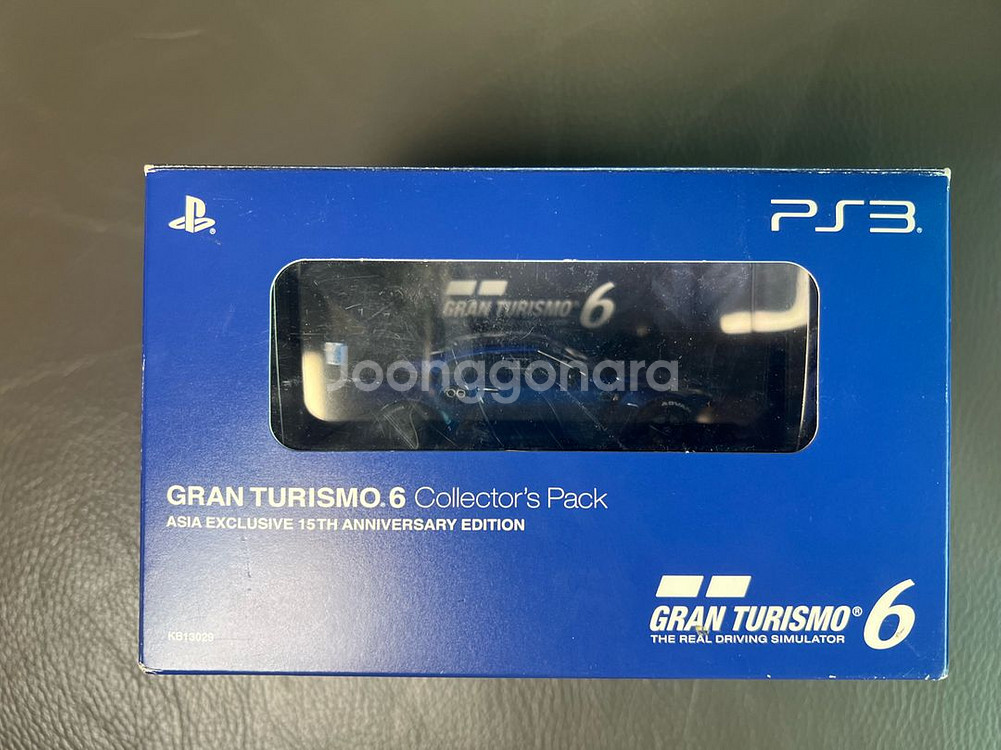 PS3
GRAN TURISMO 6
Joonggonara
ADVAN
GRAN TURISMO. 6 Collector's Pack
ASIA EXCLUSIVE 15TH ANNIVERSARY EDITION
GRAN TURISMO® 6
THE REAL DRIVING SIMULATOR
KB13029